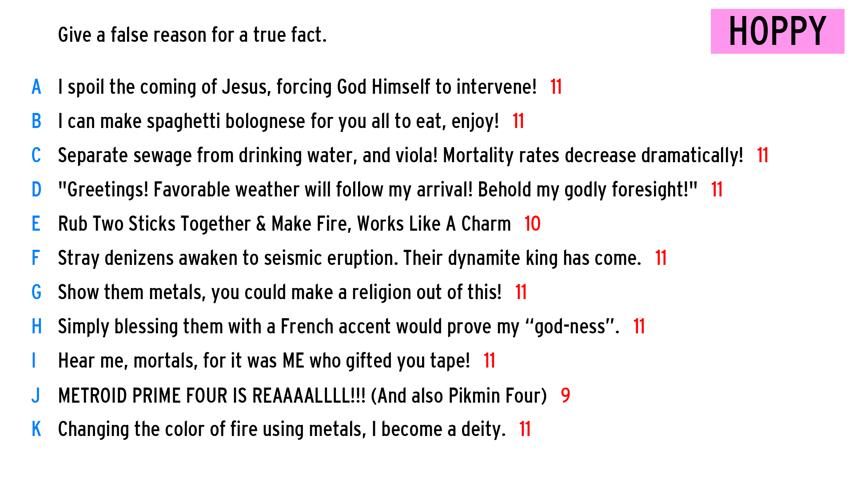 Give a false reason for a true fact.
HOPPY
A I spoil the coming of Jesus, forcing God Himself to intervene! 11
B I can make spaghetti bolognese for you all to eat, enjoy! 11
C Separate sewage from drinking water, and viola! Mortality rates decrease dramatically! 11
D "Greetings! Favorable weather will follow my arrival! Behold my godly foresight!" 11
E Rub Two Sticks Together & Make Fire, Works Like A Charm 10
F Stray denizens awaken to seismic eruption. Their dynamite king has come. 11
G Show them metals, you could make a religion out of this! 11
H Simply blessing them with a French accent would prove my “god-ness”. 11
I Hear me, mortals, for it was ME who gifted you tape! 11
J METROID PRIME FOUR IS REAAAALLLL!!! (And also Pikmin Four) 9
K Changing the color of fire using metals, I become a deity. 11